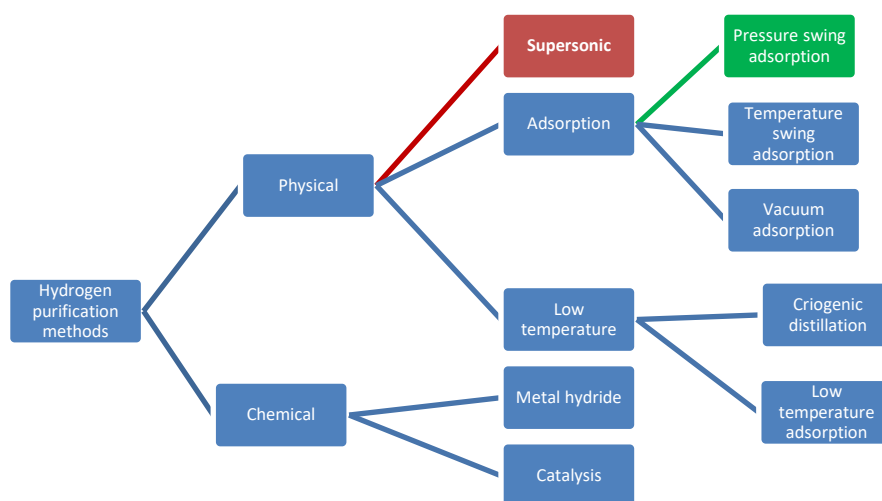 Hydrogen
purification
methods
Physical
Chemical
Supersonic
Adsorption
Low
temperature
Metal hydride
Catalysis
Pressure swing
adsorption
Temperature
swing
adsorption
Vacuum
adsorption
Criogenic
distillation
Low
temperature
adsorption